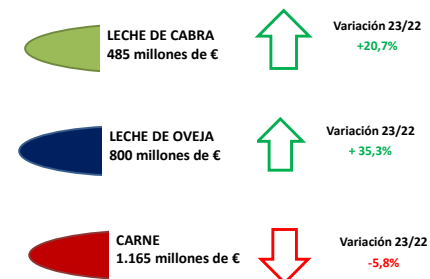 LECHE DE CABRA
485 millones de €
Variación 23/22
+20,7%
LECHE DE OVEJA
800 millones de €
Variación 23/22
+ 35,3%
CARNE
1.165 millones de €
Variación 23/22
-5,8%